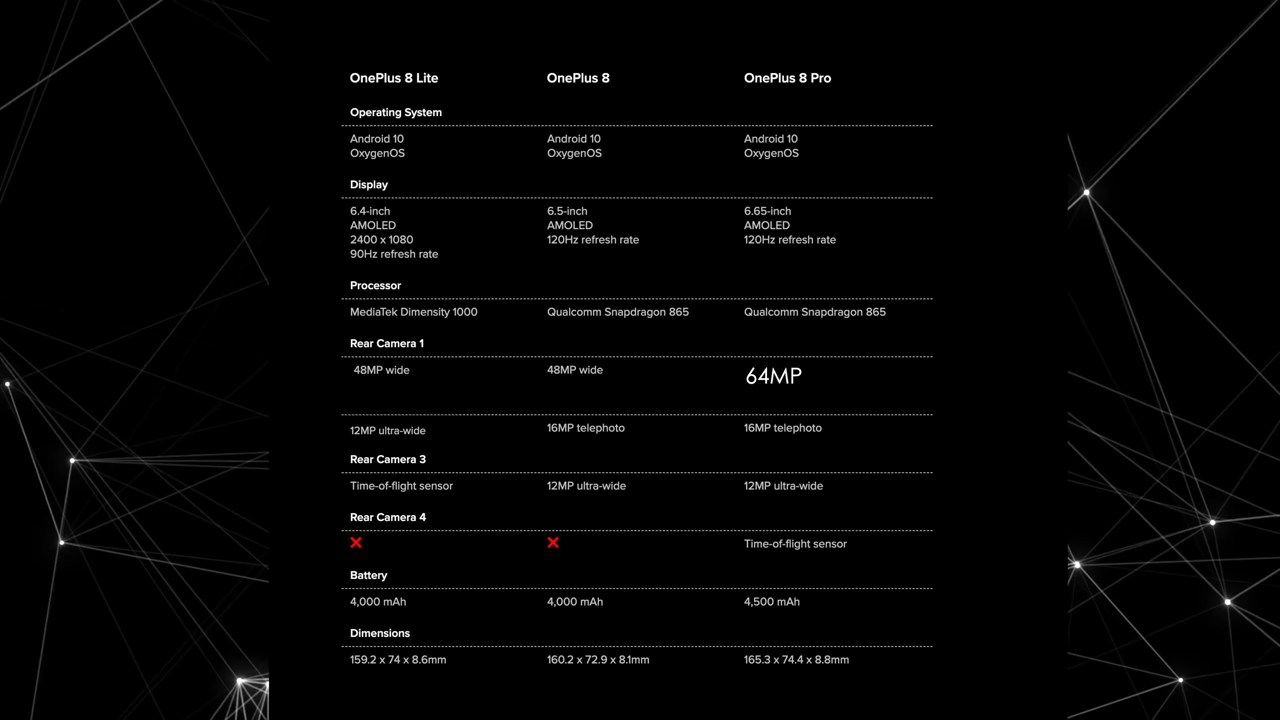 OnePlus 8 Lite OnePlus 8 OnePlus 8 Pro
Operating System
Android 10 Android 10 Android 10
OxygenOS OxygenOS OxygenOS
Display
6.4-inch 6.5-inch 6.65-inch
AMOLED AMOLED AMOLED
2400 x 1080 120Hz refresh rate 120Hz refresh rate
90Hz refresh rate
Processor
MediaTek Dimensity 1000 Qualcomm Snapdragon 865 Qualcomm Snapdragon 865
Rear Camera 1
48MP wide 48MP wide 64MP
12MP ultra-wide 16MP telephoto 16MP telephoto
Rear Camera 3
Time-of-flight sensor 12MP ultra-wide 12MP ultra-wide
Rear Camera 4
Time-of-flight sensor
Battery
4,000 mAh 4,000 mAh 4,500 mAh
Dimensions
159.2 x 74 x 8.6mm 160.2 x 72.9 x 8.1mm 165.3 x 74.4 x 8.8mm